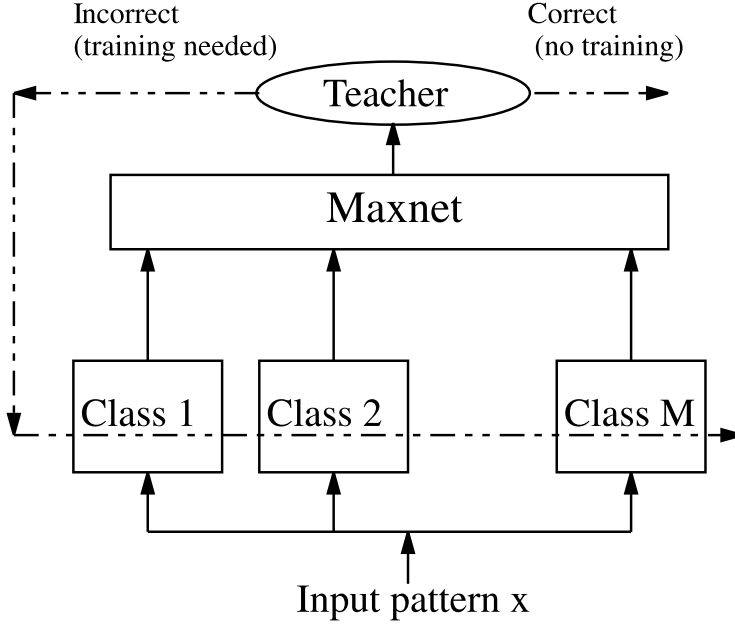 Incorrect
(training needed)
Correct
(no training)
Teacher
Maxnet
Class 1
Class 2
Class M
Input pattern x